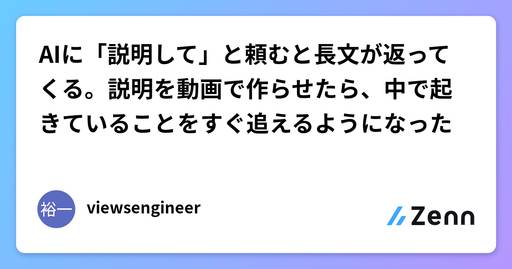 AIに「説明して」と頼むと長文が返って
くる。説明を動画で作らせたら、中で起
きていることをすぐ追えるようになった
裕一
viewsengineer
Zenn